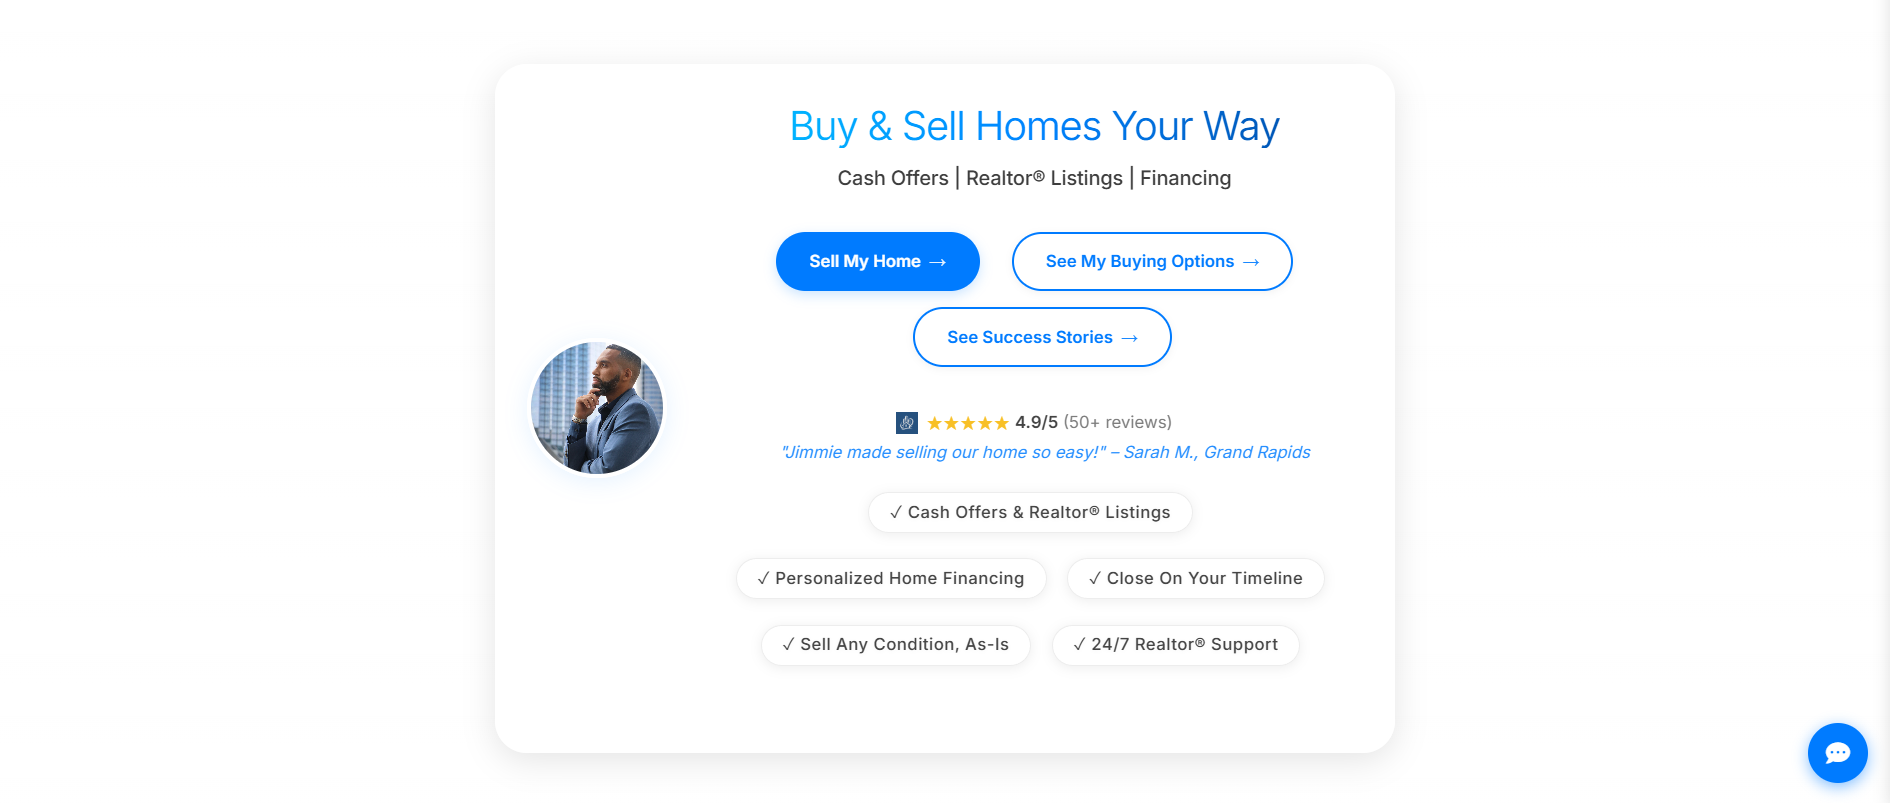 Buy & Sell Homes Your Way
Cash Offers | Realtor® Listings | Financing
Sell My Home →
See My Buying Options →
See Success Stories →
★★★★★ 4.9/5 (50+ reviews)
"Jimmie made selling our home so easy!" – Sarah M., Grand Rapids
✓ Cash Offers & Realtor® Listings
✓ Personalized Home Financing
✓ Close On Your Timeline
✓ Sell Any Condition, As-Is
✓ 24/7 Realtor® Support